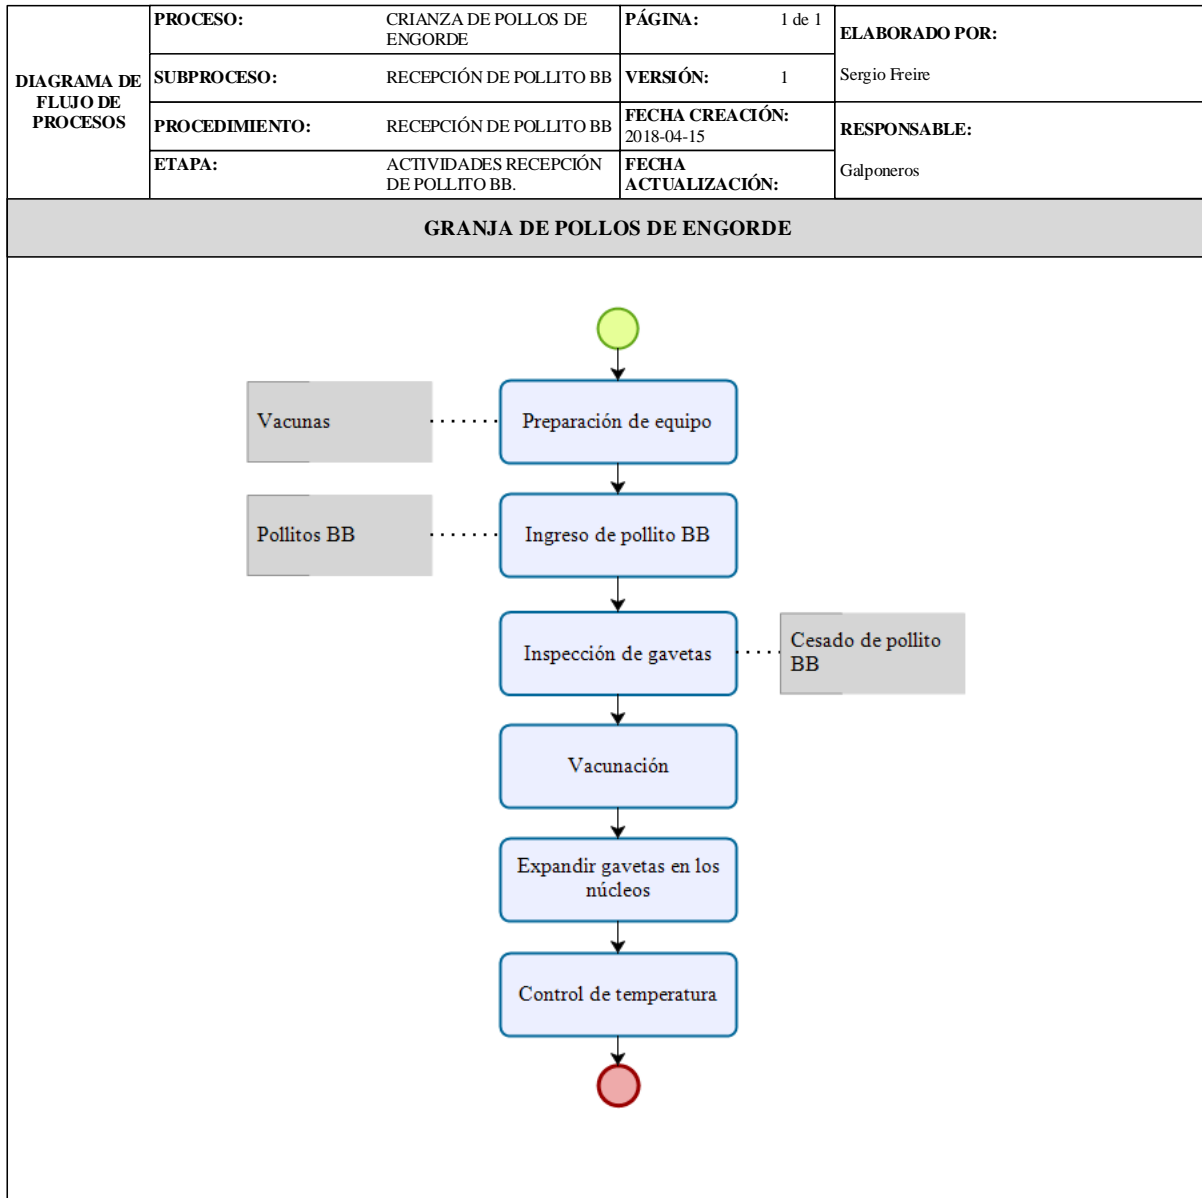 DIAGRAMA DE
FLUJO DE
PROCESOS
PROCESO:
CRIANZA DE POLLOS DE
ENGORDE
PÁGINA:
1 de 1
ELABORADO POR:
Sergio Freire
SUBPROCESO:
RECEPCIÓN DE POLLITO BB
VERSIÓN:
1
PROCEDIMIENTO:
RECEPCIÓN DE POLLITO BB
FECHA CREACIÓN:
2018-04-15
RESPONSABLE:
Galponeros
ETAPA:
ACTIVIDADES RECEPCIÓN
DE POLLITO BB.
FECHA
ACTUALIZACIÓN:
GRANJA DE POLLOS DE ENGORDE
Vacunas
Preparación de equipo
Pollitos BB
Ingreso de pollito BB
Inspección de gavetas
Cesado de pollito
BB
Vacunación
Expandir gavetas en los
núcleos
Control de temperatura